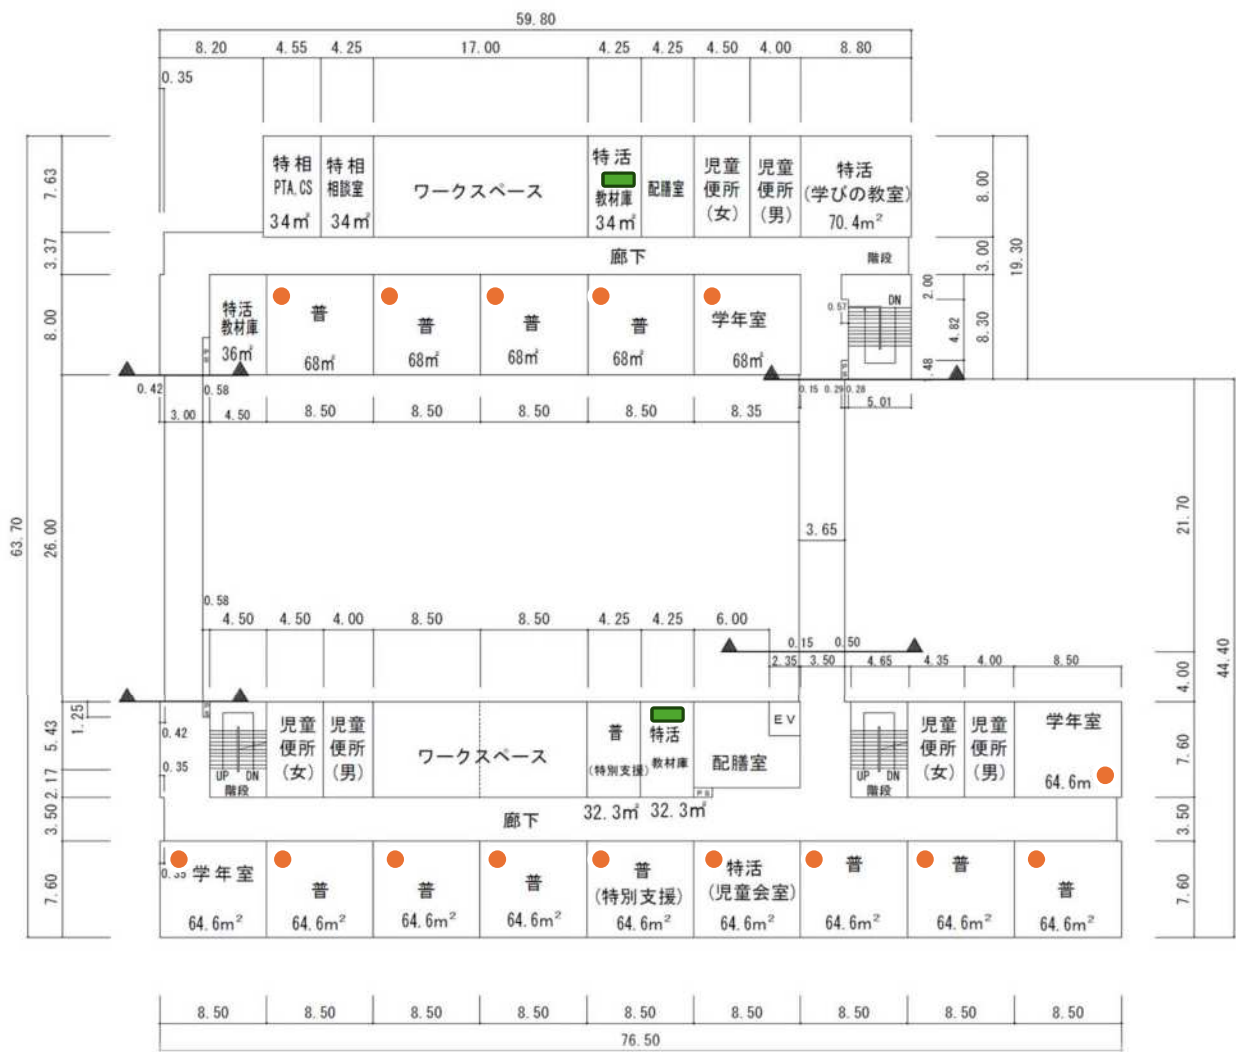 59.80
8.20 4.55 4.25 17.00 4.25 4.25 4.50 4.00 8.80
0.35
特相
PTA.CS
34㎡
特相
相談室
34㎡
ワークスペース
特活
教材庫
34㎡
配膳室
児童
便所
(女)
児童
便所
(男)
特活
(学びの教室)
70.4m²
7.63
3.37
8.00
8.00
3.00
19.30
廊下
階段
特活
教材庫
36㎡
普
68㎡
普
68㎡
普
68㎡
普
68㎡
学年室
68㎡
0.57
DN
2.00
4.82
8.30
.48
PS
0.42
0.58
3.00 4.50 8.50 8.50 8.50 8.50 8.35
0.15 0.29 0.28
5.01
63.70
26.00
3.65
21.70
44.40
0.58
4.50 4.50 4.00 8.50 8.50 4.25 4.25 6.00
0.15 0.50
2.35 3.50 4.65 4.35 4.00 8.50
4.00
1.25
5.43
2.17
3.50
7.60
0.42
0.35
PS
UP DN
階段
児童
便所
(女)
児童
便所
(男)
ワークスペース
普
(特別支援)
32.3㎡
特活
教材庫
32.3㎡
EV
配膳室
PS
UP DN
階段
児童
便所
(女)
児童
便所
(男)
学年室
64.6m
7.60
3.50
7.60
廊下
0.35
学年室
64.6m²
普
64.6m²
普
64.6m²
普
64.6m²
普
(特別支援)
64.6m²
特活
(児童会室)
64.6m²
普
64.6m²
普
64.6m²
普
64.6m²
8.50 8.50 8.50 8.50 8.50 8.50 8.50 8.50 8.50
76.50